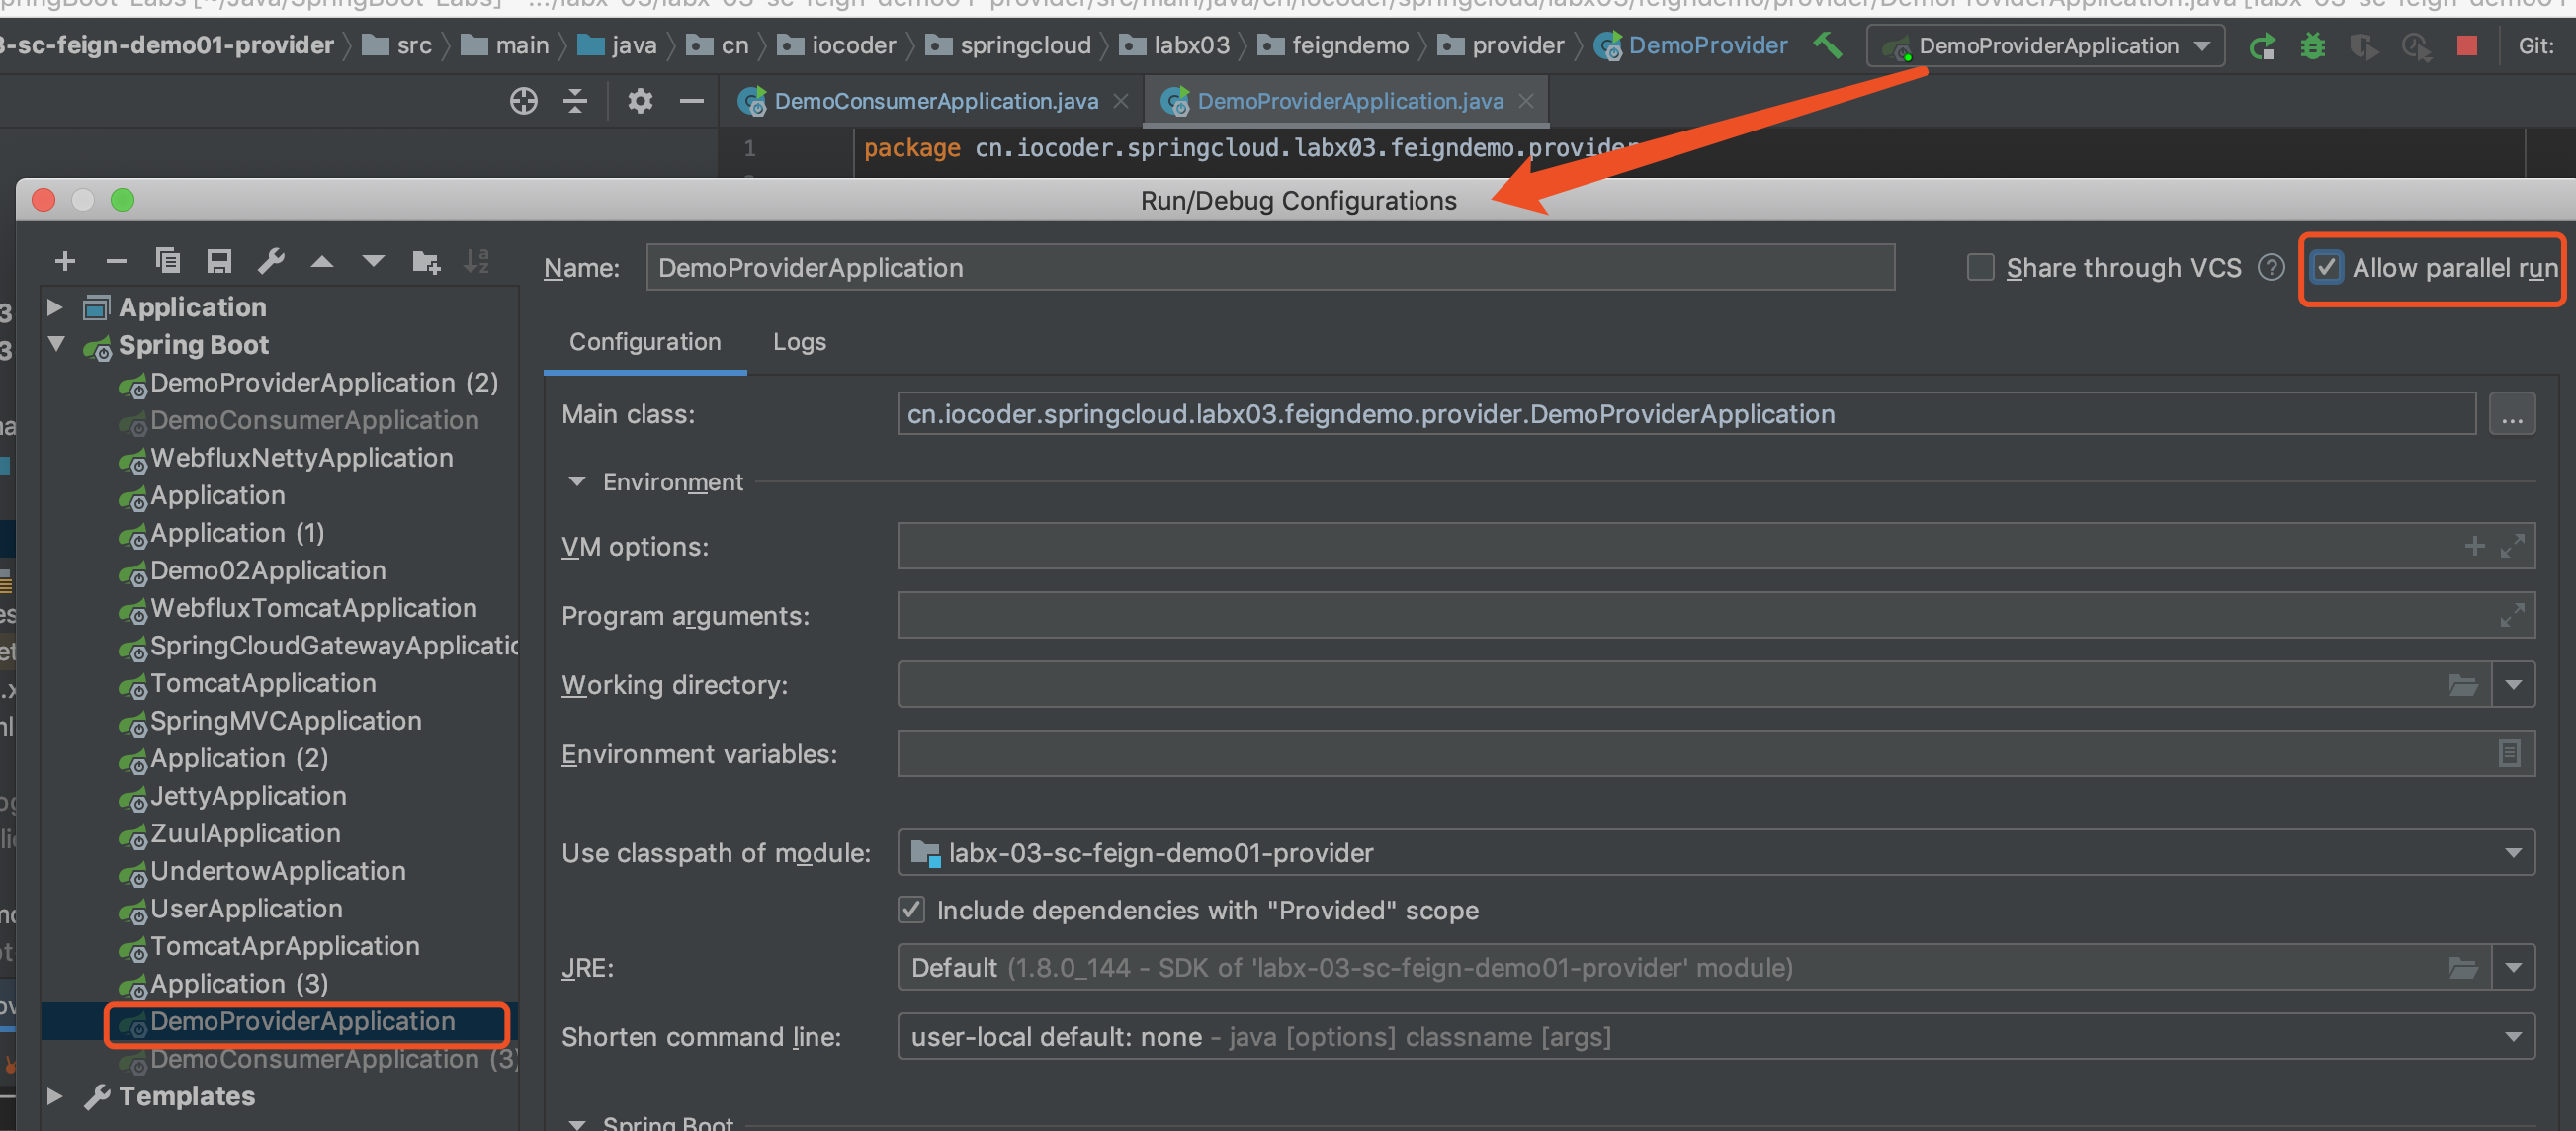 3-sc-feign-demo01-provider src main java cn iocoder springcloud labx03 feigndemo provider DemoProvider DemoProviderApplication Git:
DemoConsumerApplication.java DemoProviderApplication.java
1 package cn.iocoder.springcloud.labx03.feigndemo.provider
Run/Debug Configurations
Name: DemoProviderApplication Share through VCS ? Allow parallel run
Application
Spring Boot
DemoProviderApplication (2)
DemoConsumerApplication
WebfluxNettyApplication
Application
Application (1)
Demo02Application
WebfluxTomcatApplication
SpringCloudGatewayApplicatio
TomcatApplication
SpringMVCApplication
Application (2)
JettyApplication
ZuulApplication
UndertowApplication
UserApplication
TomcatAprApplication
Application (3)
DemoProviderApplication
DemoConsumerApplication (3)
Templates
Configuration Logs
Main class: cn.iocoder.springcloud.labx03.feigndemo.provider.DemoProviderApplication ...
Environment
VM options:
Program arguments:
Working directory:
Environment variables:
Use classpath of module: labx-03-sc-feign-demo01-provider
Include dependencies with "Provided" scope
JRE: Default (1.8.0_144 - SDK of 'labx-03-sc-feign-demo01-provider' module)
Shorten command line: user-local default: none - java [options] classname [args]
Spring Boot